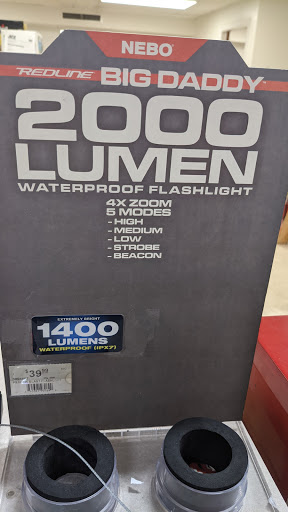 NEBO
REDLINE BIG DADDY
2000
LUMEN
WATERPROOF FLASHLIGHT
4X ZOOM
5 MODES
- HIGH
- MEDIUM
- LOW
- STROBE
- BEACON
EXTREMELY BRIGHT
1400
LUMENS
WATERPROOF (IPX7)
$39